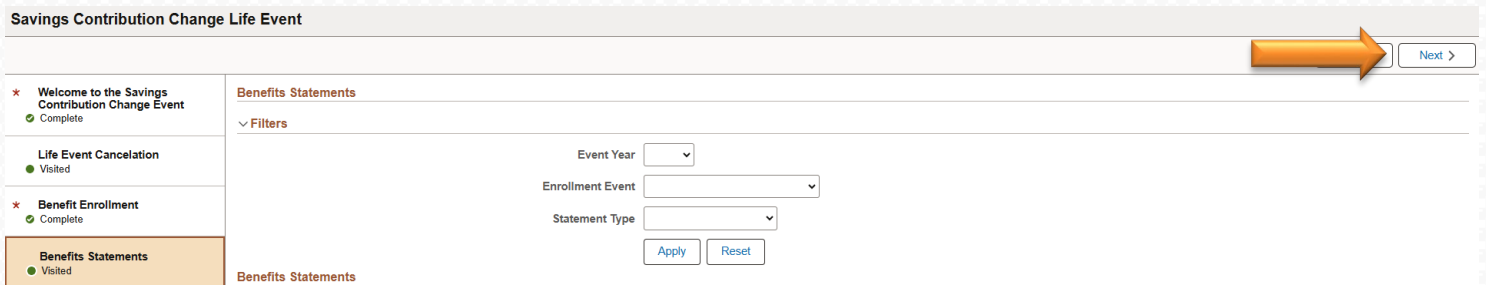 Savings Contribution Change Life Event
Next >
* Welcome to the Savings
Contribution Change Event
Complete
Life Event Cancelation
Visited
* Benefit Enrollment
Complete
Benefits Statements
Visited
Benefits Statements
Filters
Event Year
Enrollment Event
Statement Type
Apply
Reset
Benefits Statements